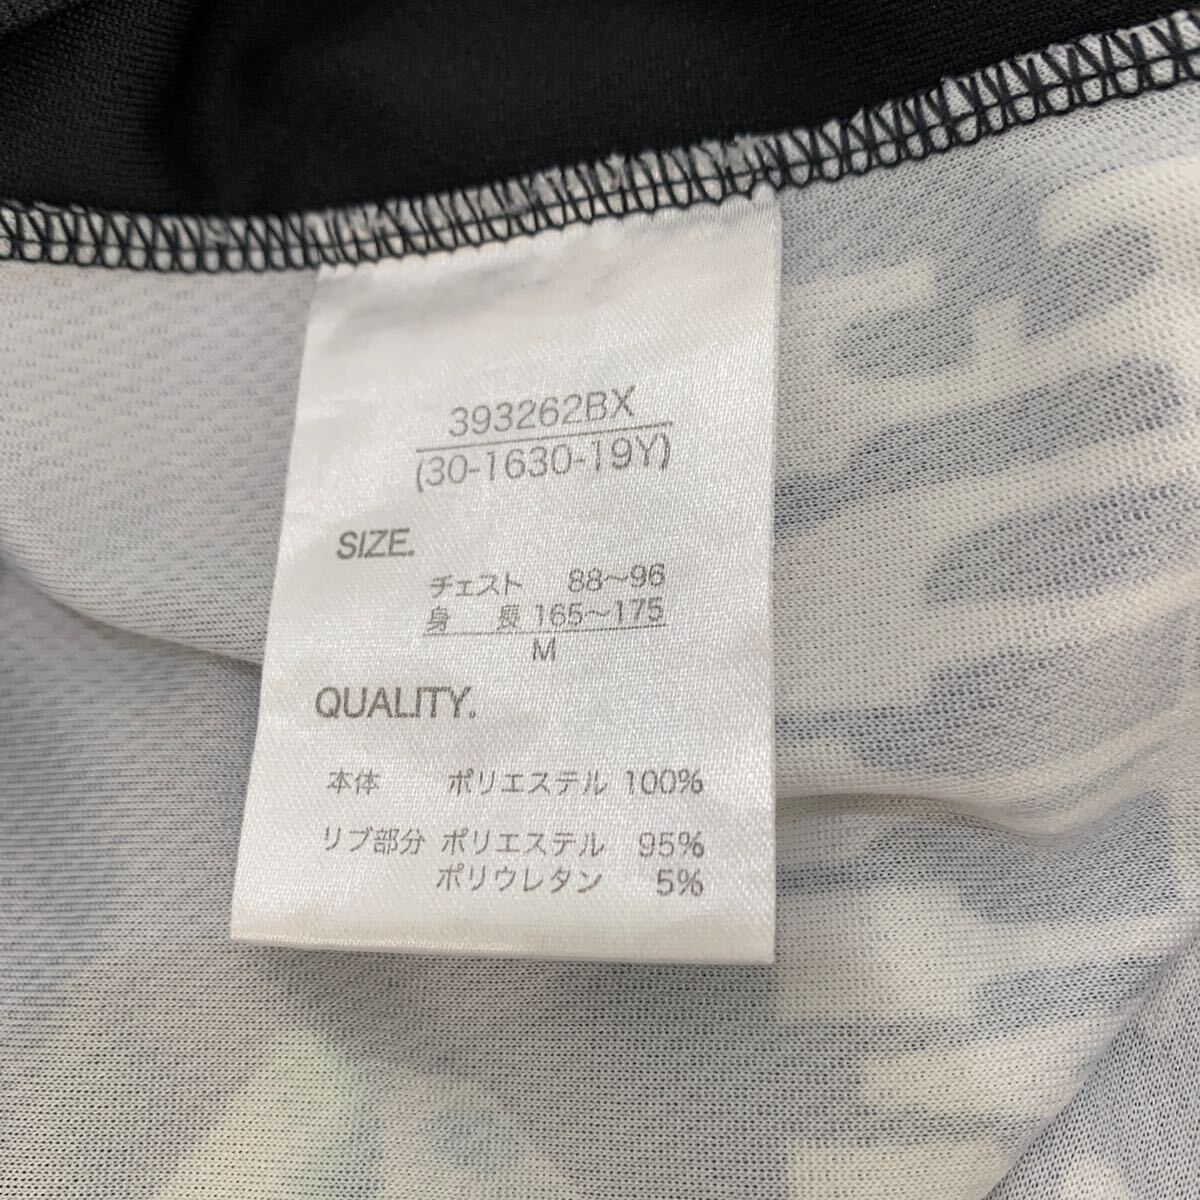 393262BX
(30-1630-19Y)
SIZE.
チェスト 88〜96
身 長 165〜175
M
QUALITY.
本体 ポリエステル 100%
リブ部分 ポリエステル 95%
ポリウレタン 5%